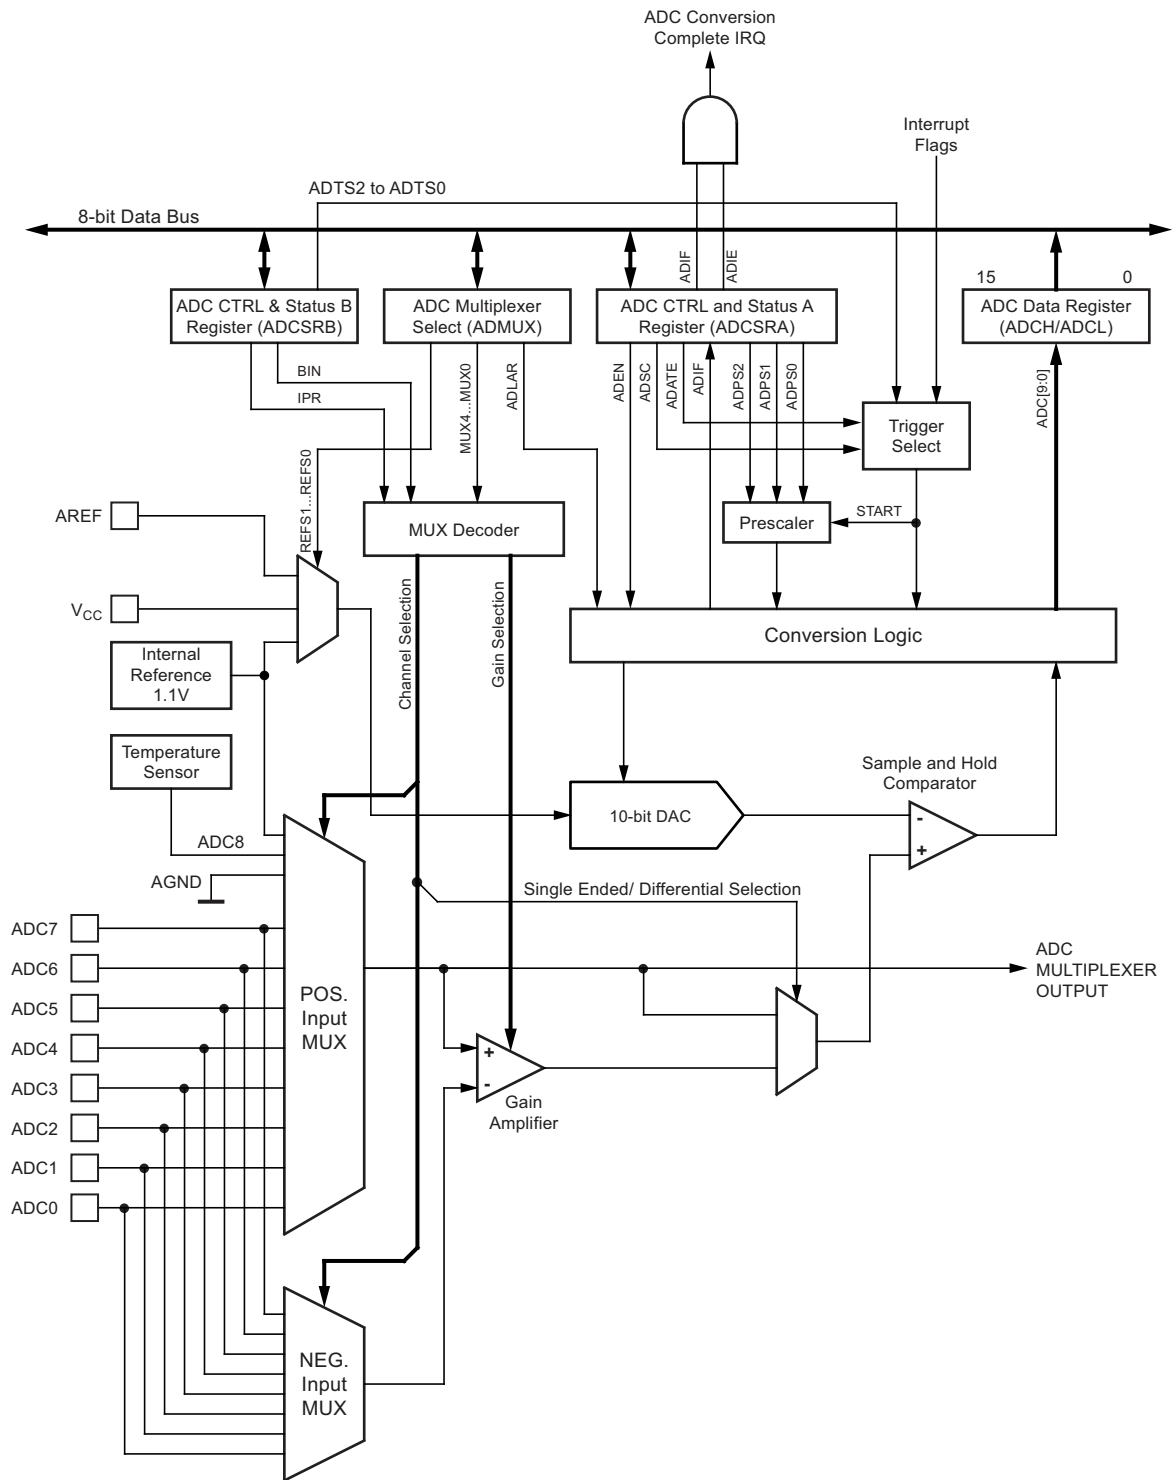 ADC Conversion
Complete IRQ
Interrupt
Flags
ADTS2 to ADTS0
8-bit Data Bus
ADIF
ADIE
15
0
ADC CTRL & Status B
Register (ADCSRB)
ADC Multiplexer
Select (ADMUX)
ADC CTRL and Status A
Register (ADCSRA)
ADC Data Register
(ADCH/ADCL)
BIN
IPR
REFS1...REFS0
MUX4...MUX0
ADLAR
ADEN
ADSC
ADATE
ADIF
ADPS2
ADPS1
ADPS0
ADC[9:0]
Trigger
Select
AREF
MUX Decoder
Prescaler
START
VCC
Channel Selection
Gain Selection
Conversion Logic
Internal
Reference
1.1V
Temperature
Sensor
Sample and Hold
Comparator
10-bit DAC
-
+
ADC8
AGND
Single Ended/ Differential Selection
ADC7
ADC6
ADC5
ADC4
ADC3
ADC2
ADC1
ADC0
POS.
Input
MUX
ADC
MULTIPLEXER
OUTPUT
+
-
Gain
Amplifier
NEG.
Input
MUX